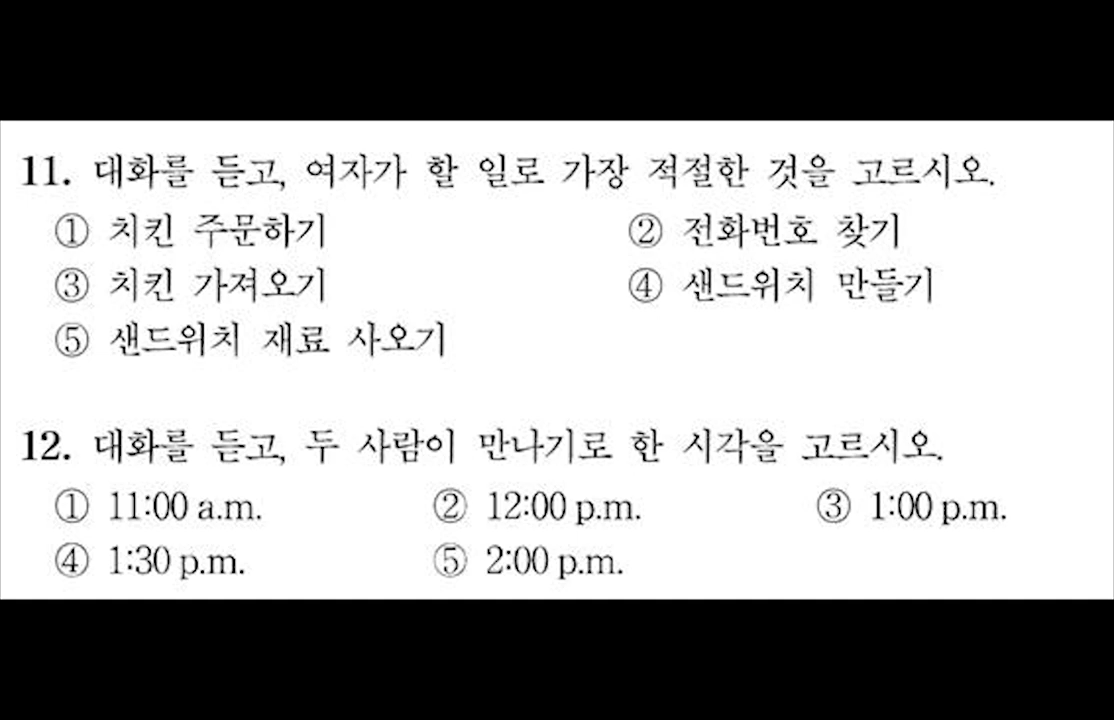 11. 대화를 듣고, 여자가 할 일로 가장 적절한 것을 고르시오.
① 치킨 주문하기 ② 전화번호 찾기
③ 치킨 가져오기 ④ 샌드위치 만들기
⑤ 샌드위치 재료 사오기
12. 대화를 듣고, 두 사람이 만나기로 한 시각을 고르시오.
① 11:00 a.m. ② 12:00 p.m. ③ 1:00 p.m.
④ 1:30 p.m. ⑤ 2:00 p.m.